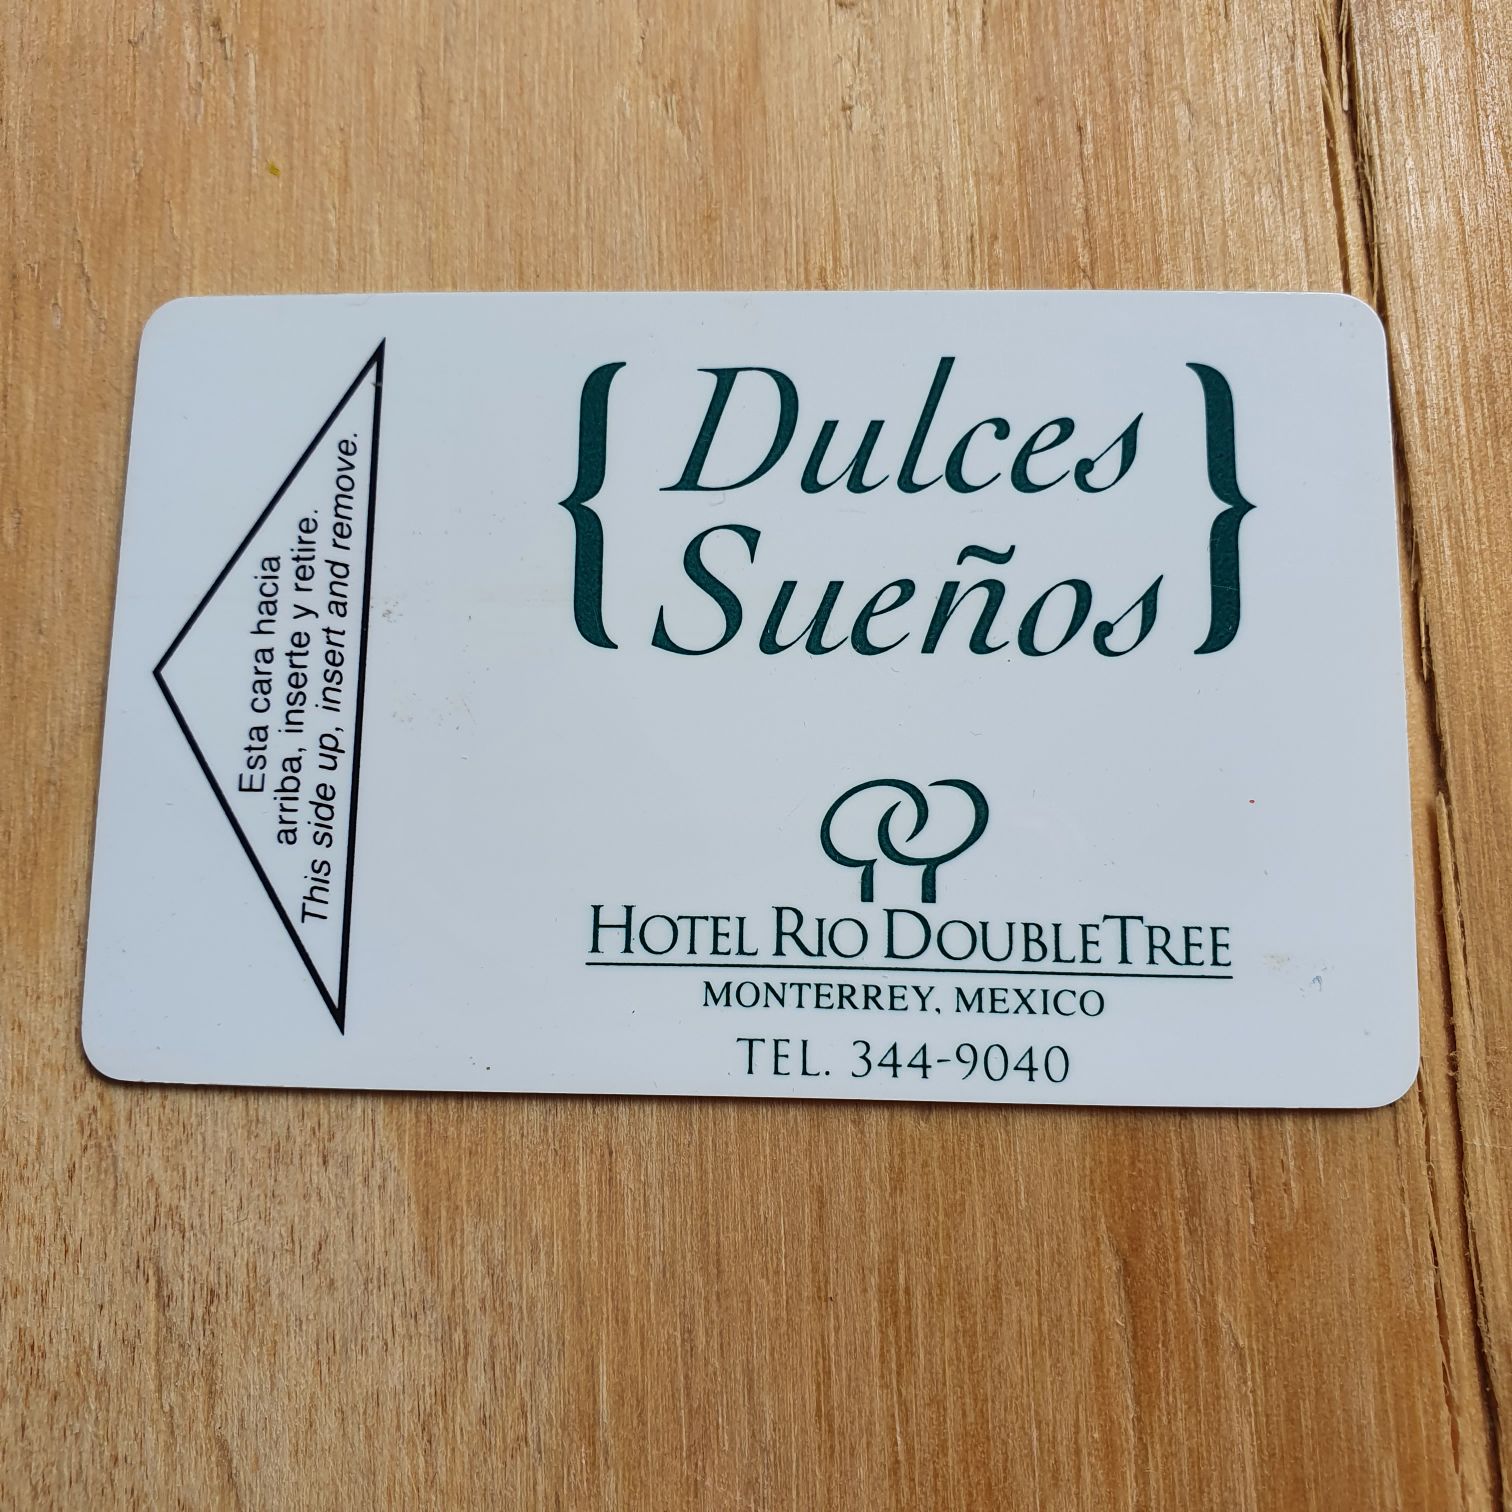 Esta cara hacia
arriba, inserte y retire.
This side up, insert and remove.
{ Dulces
Sueños }
HOTEL RIO DOUBLETREE
MONTERREY, MEXICO
TEL. 344-9040